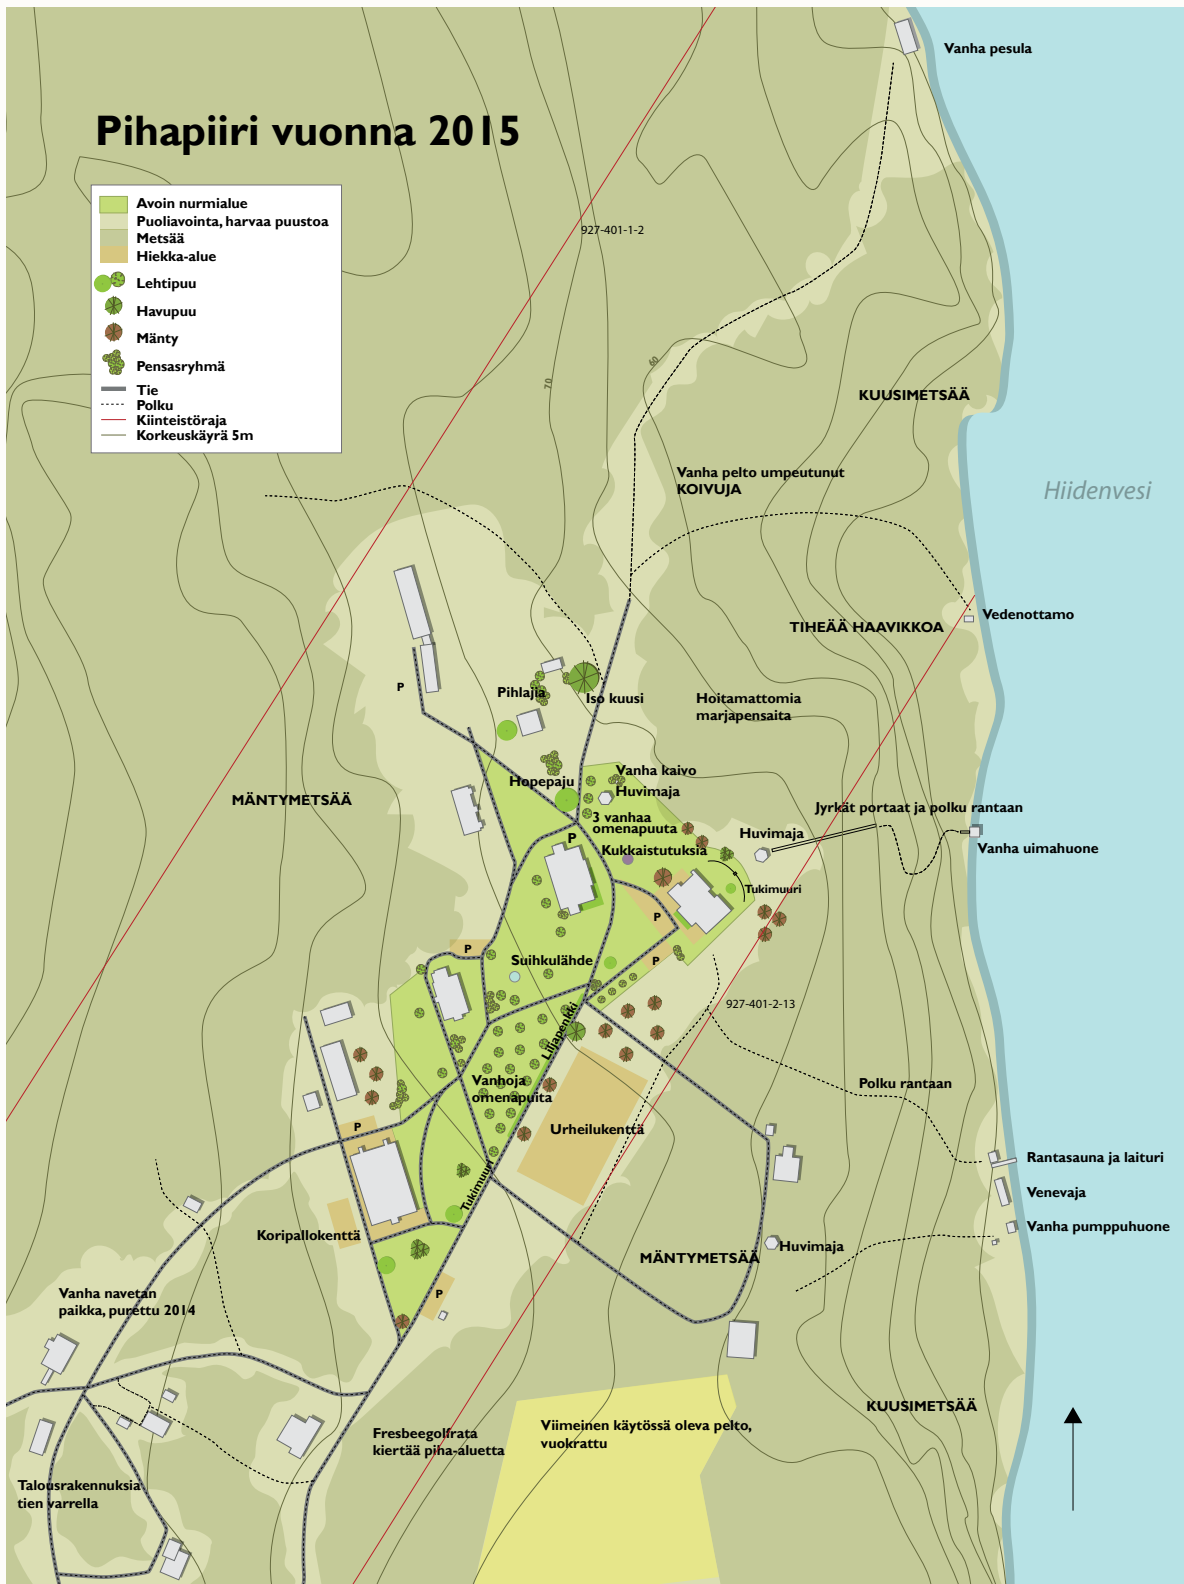 Vanha pesula
Pihapiiri vuonna 2015
Avoin nurmialue
Puoliavointa, harvaa puustoa
Metsää
Hiekka-alue
Lehtipuu
Havupuu
Mänty
Pensasryhmä
Tie
Polku
Kiinteistöraja
Korkeuskäyrä 5m
927-401-1-2
60
70
KUUSIMETSÄÄ
Vanha pelto umpeutunut
KOIVUJA
Hiidenvesi
Vedenottamo
TIHEÄÄ HAAVIKKOA
P
Pihlajia
Iso kuusi
Hoitamattomia
marjapensaita
Hopepaju
Vanha kaivo
Huvimaja
MÄNTYMETSÄÄ
3 vanhaa
omenapuuta
Jyrkät portaat ja polku rantaan
Huvimaja
Vanha uimahuone
P
Kukkaistutuksia
Tukimuuri
P
P
Suihkulähde
P
927-401-2-13
Liljapenkki
Vanhoja
omenapuita
Polku rantaan
P
Urheilukenttä
Rantasauna ja laituri
Tukimuuri
Venevaja
Koripallokenttä
Vanha pumppuhuone
MÄNTYMETSÄÄ
Huvimaja
Vanha navetan
paikka, purettu 2014
P
KUUSIMETSÄÄ
Fresbeegolfrata
kiertää piha-aluetta
Viimeinen käytössä oleva pelto,
vuokrattu
Talousrakennuksia
tien varrella